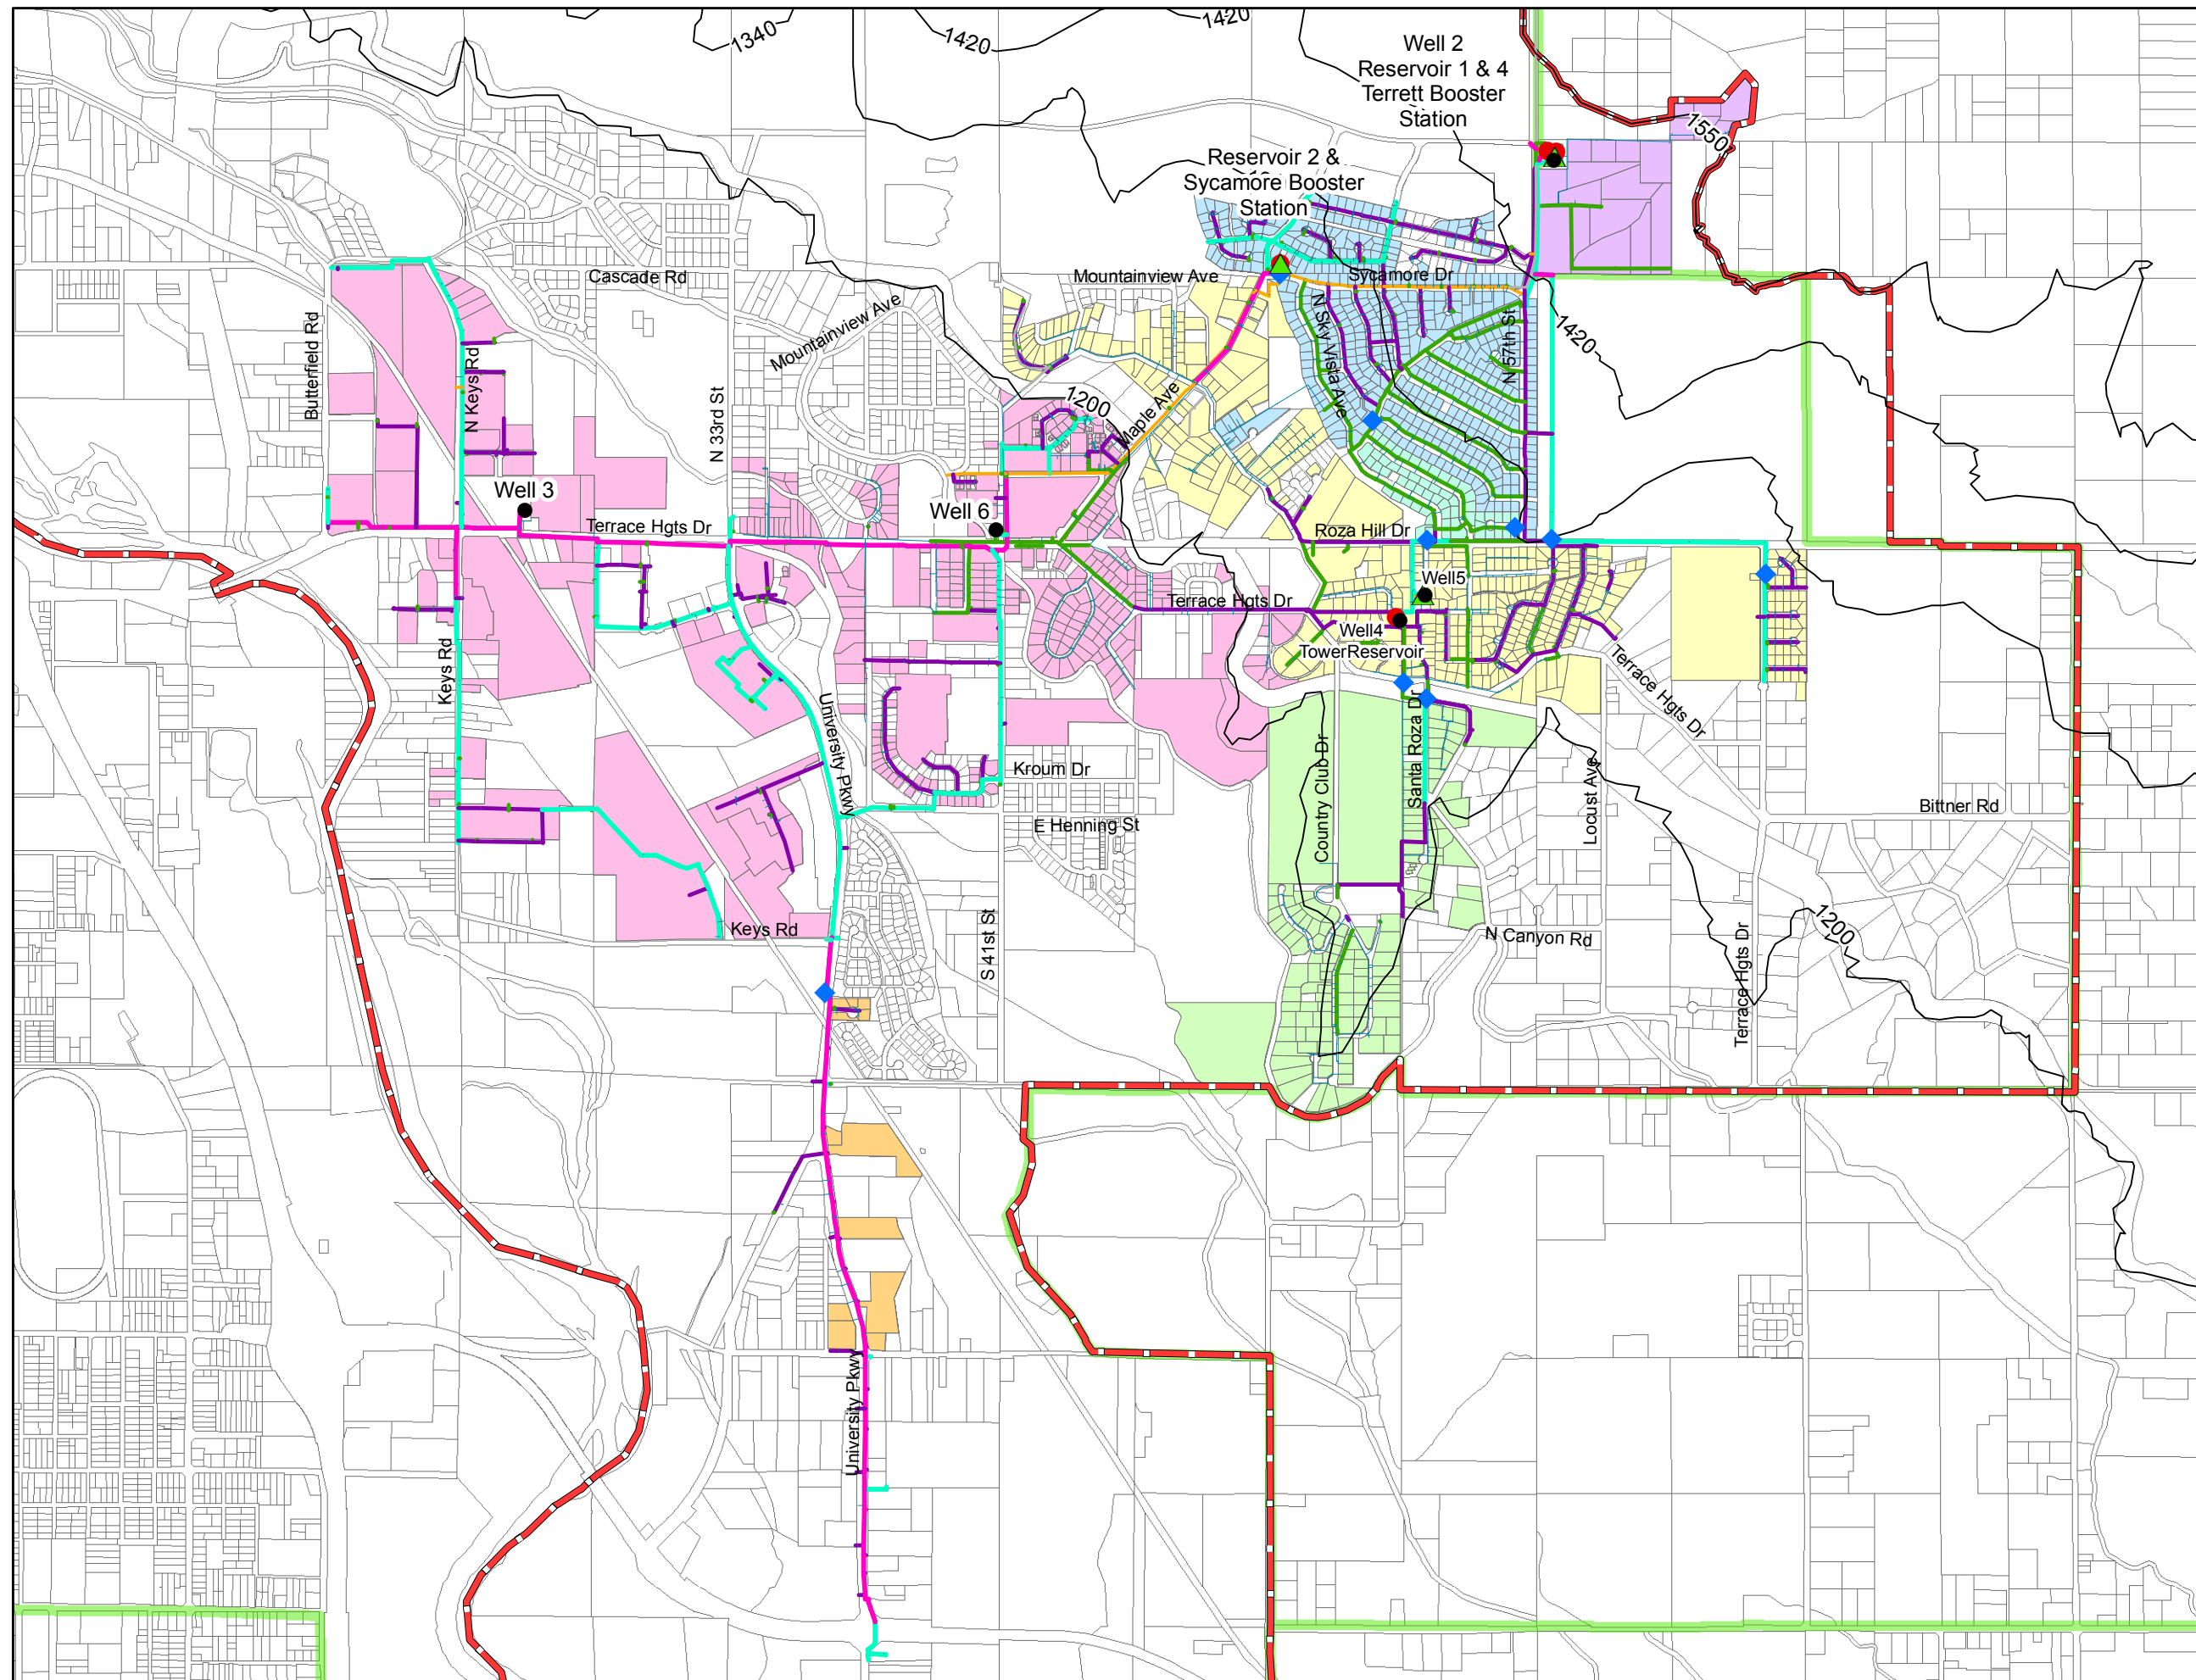 1340
1420
1420
Well 2
Reservoir 1 & 4
Terrett Booster
Station
1550
Reservoir 2 &
Sycamore Booster
Station
Cascade Rd
Mountainview Ave
Sycamore Dr
Mountainview Ave
Butterfield Rd
N Keys Rd
N 33rd St
1200
Maple Ave
N Sky Vista Ave
N 57th St
1420
Well 3
Well 6
Terrace Hgts Dr
Roza Hill Dr
Well5
Terrace Hgts Dr
Well4
TowerReservoir
Keys Rd
University Pkwy
Terrace Hgts Dr
Santa Roza Dr
Country Club Dr
Kroum Dr
Locust Ave
Bittner Rd
E Henning St
Keys Rd
S 41st St
N Canyon Rd
1200
Terrace Hgts Dr
University Pkwy